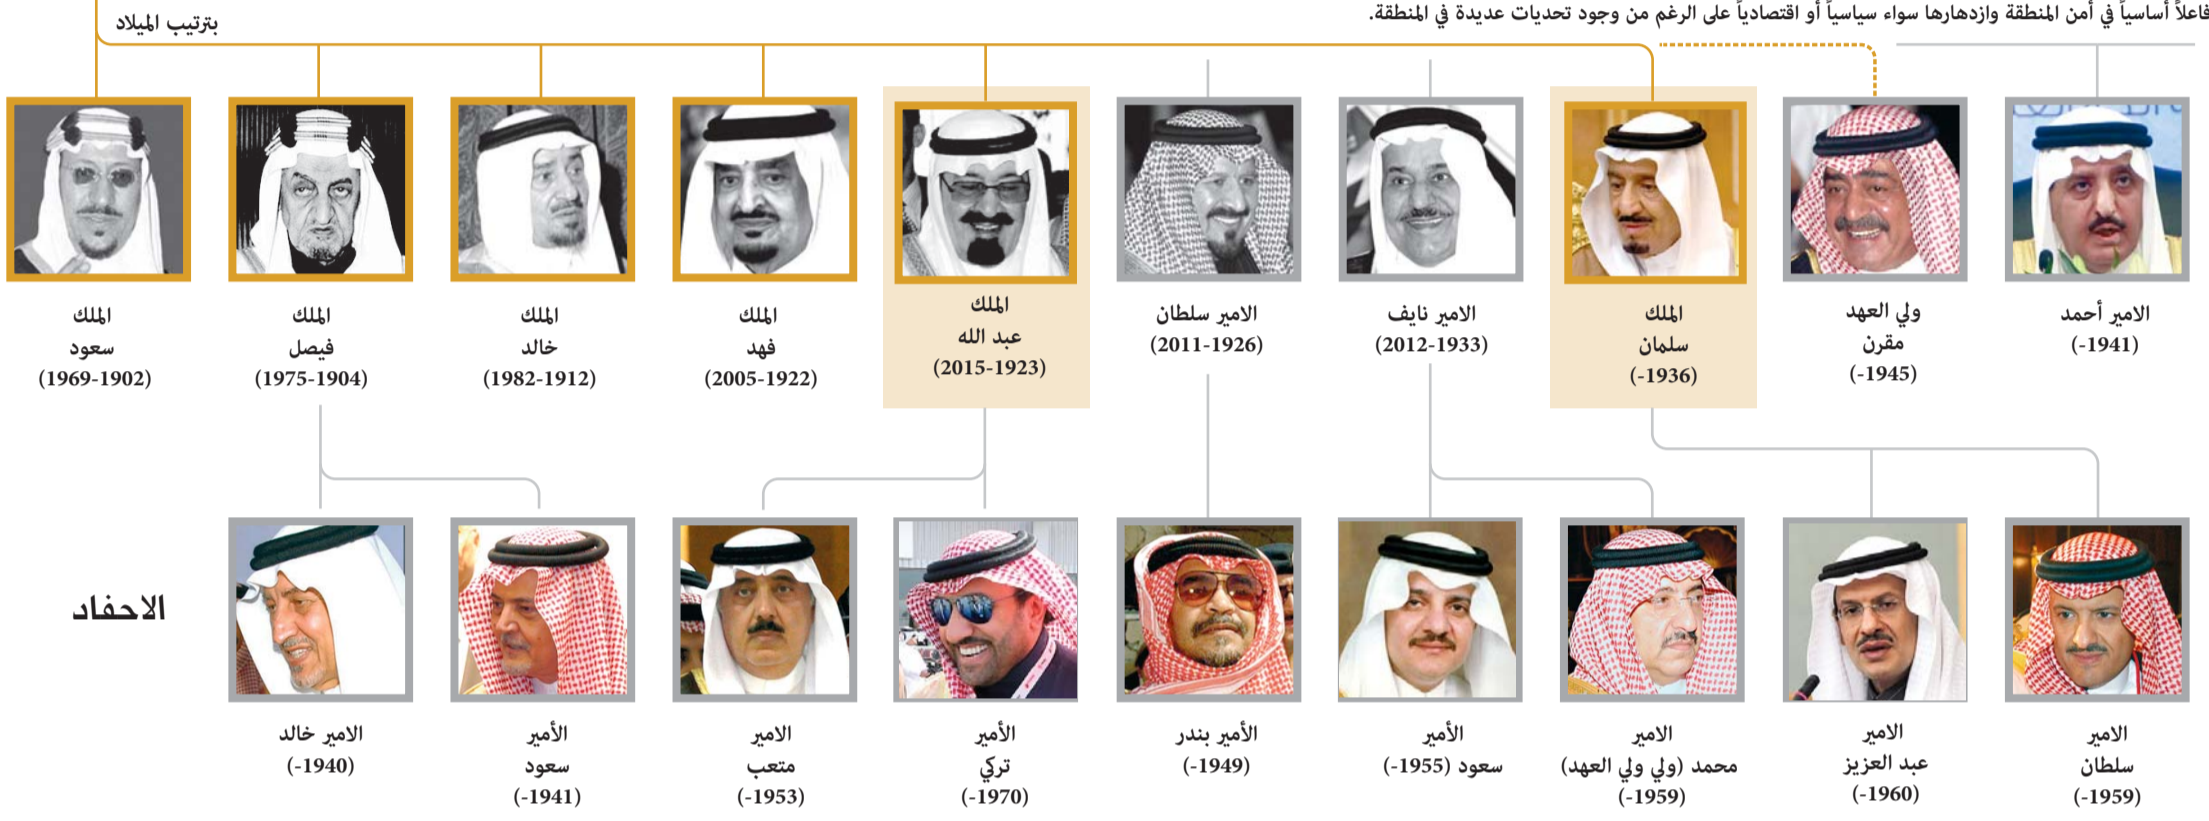 فاعلاً أساسياً في أمن المنطقة وازدهارها سواء سياسياً أو اقتصادياً على الرغم من وجود تحديات عديدة في المنطقة.
بترتيب الميلاد
الامير أحمد
(1941-)
ولي العهد
مقرن
(1945-)
الملك
سلمان
(1936-)
الامير نايف
(1933-2012)
الامير سلطان
(1926-2011)
الملك
عبد الله
(1923-2015)
الملك
فهد
(1922-2005)
الملك
خالد
(1912-1982)
الملك
فيصل
(1904-1975)
الملك
سعود
(1902-1969)
الاحفاد
الامير
سلطان
(1959-)
الامير
عبد العزيز
(1960-)
الامير
محمد (ولي ولي العهد)
(1959-)
الأمير
سعود (1955-)
الأمير بندر
(1949-)
الأمير
تركي
(1970-)
الامير
متعب
(1953-)
الأمير
سعود
(1941-)
الامير خالد
(1940-)